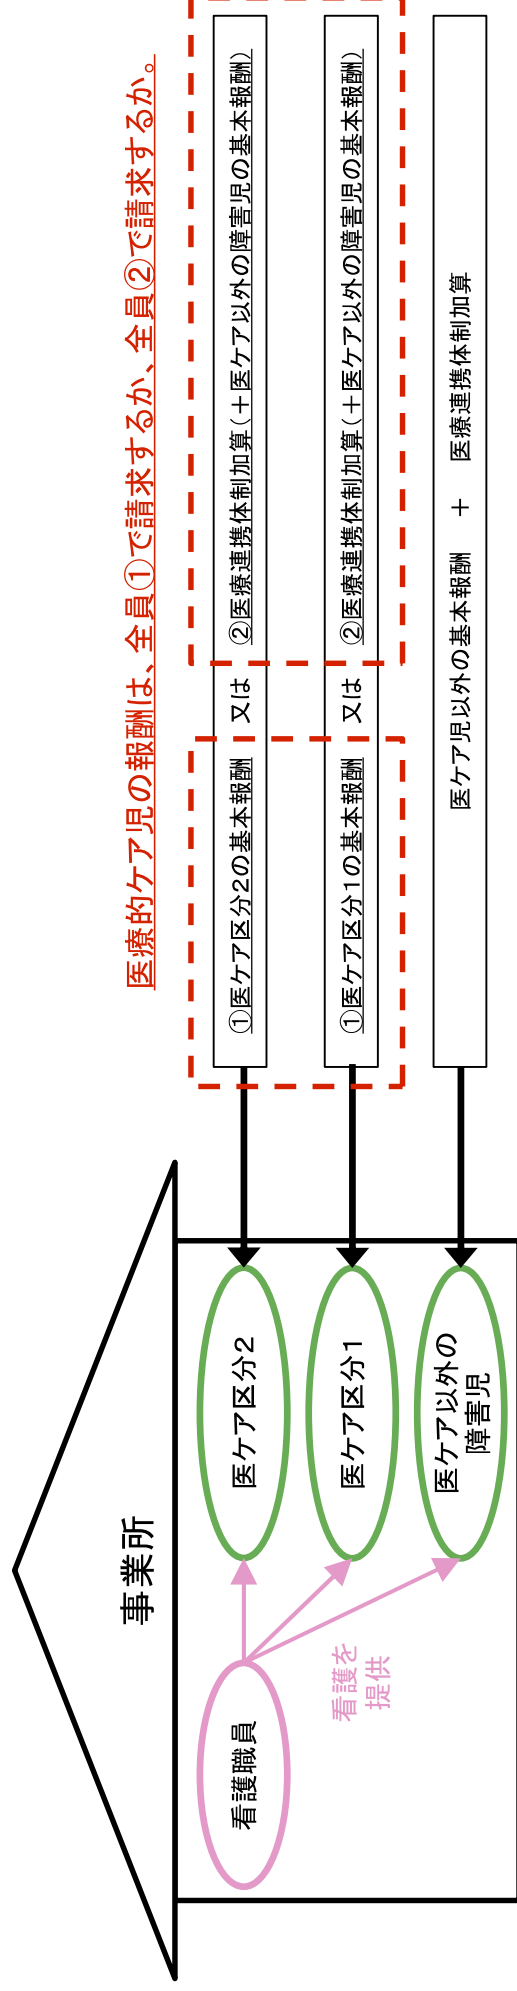 医療的ケア児の報酬は、全員①で請求するか、全員②で請求するか。
事業所
看護職員
看護を
提供
医ケア区分2
①医ケア区分2の基本報酬 又は ②医療連携体制加算(+医ケア以外の障害児の基本報酬)
医ケア区分1
①医ケア区分1の基本報酬 又は ②医療連携体制加算(+医ケア以外の障害児の基本報酬)
医ケア以外の
障害児
医ケア児以外の基本報酬 + 医療連携体制加算